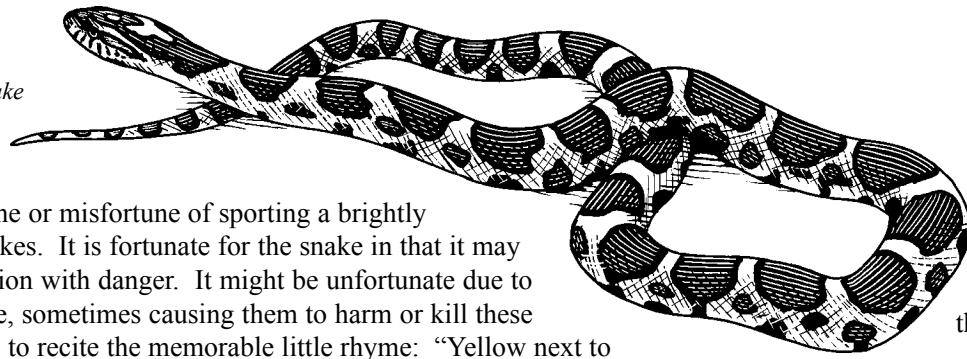 ake
ne or misfortune of sporting a brightly
kes. It is fortunate for the snake in that it may
ion with danger. It might be unfortunate due to
e, sometimes causing them to harm or kill these
to recite the memorable little rhyme: “Yellow next to
th